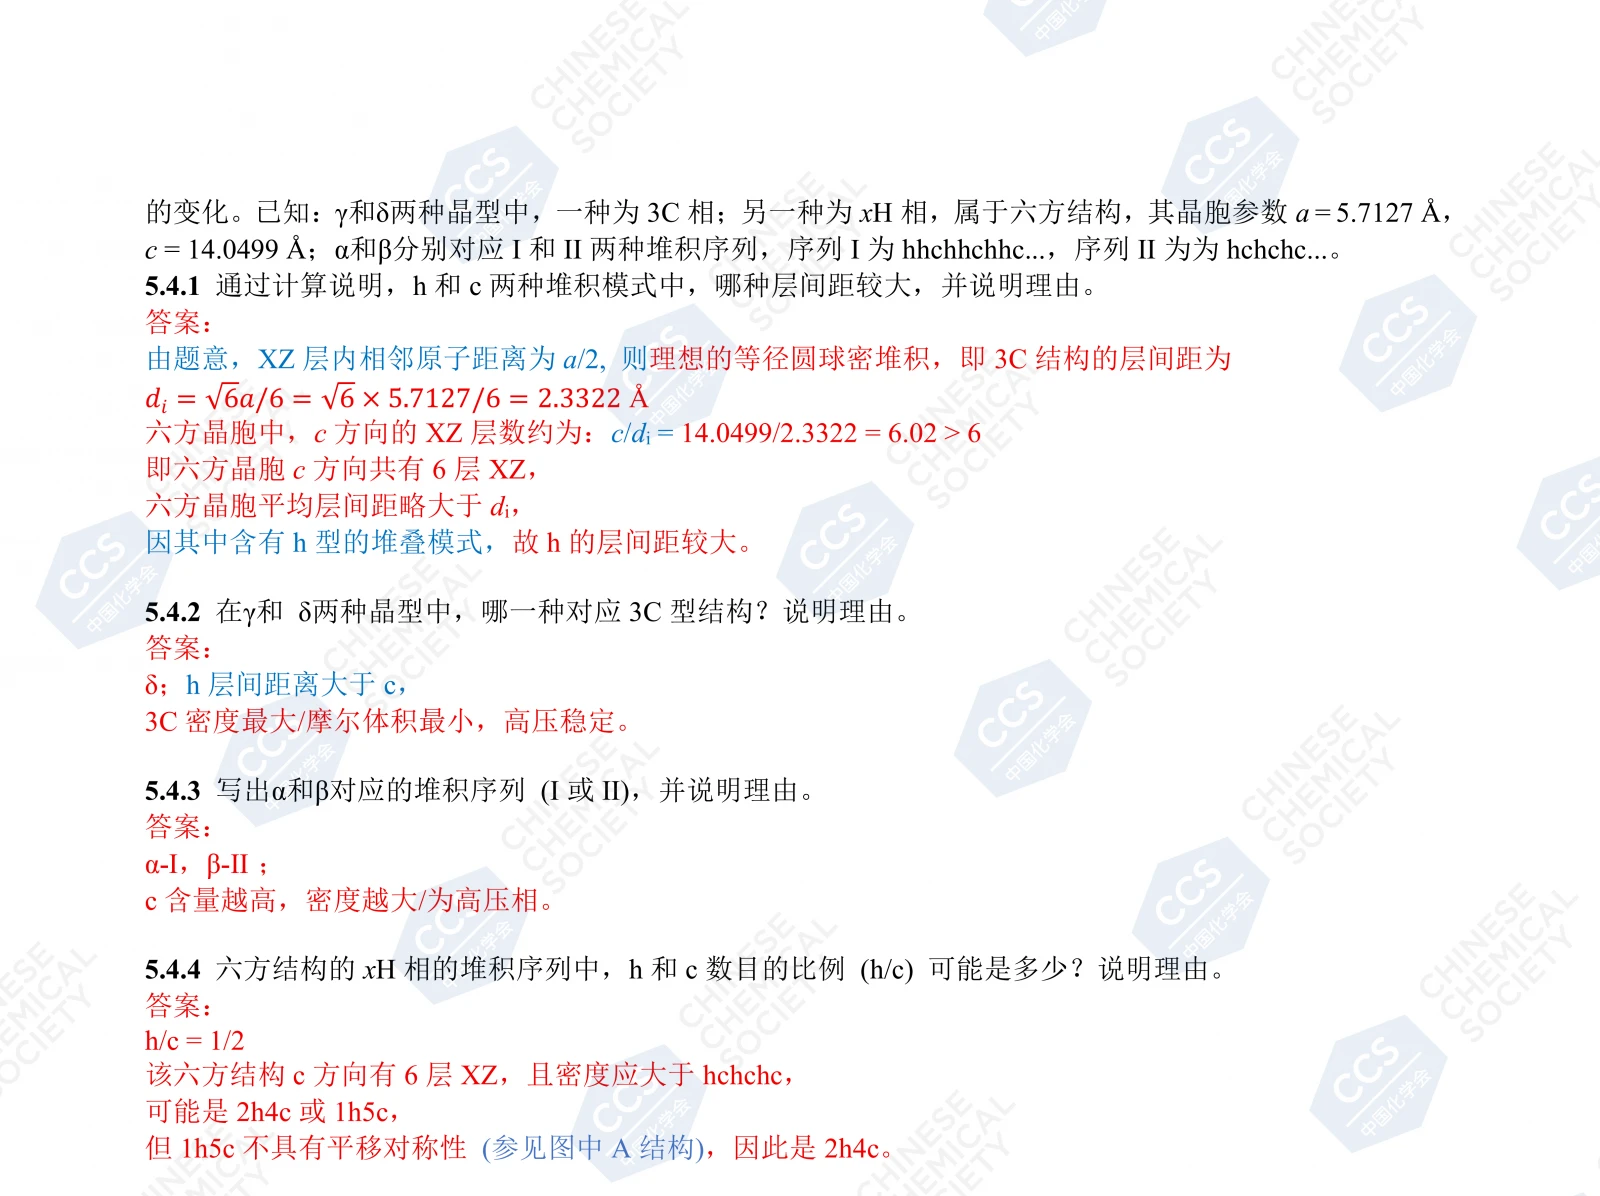 的变化。已知：γ和δ两种晶型中，一种为 3C 相；另一种为 xH 相，属于六方结构，其晶胞参数 a = 5.7127 Å，
c = 14.0499 Å；α和β分别对应 I 和 II 两种堆积序列，序列 I 为 hhchhchhc...，序列 II 为为 hchchc...。
5.4.1 通过计算说明，h 和 c 两种堆积模式中，哪种层间距较大，并说明理由。
答案：
由题意，XZ 层内相邻原子距离为 a/2, 则理想的等径圆球密堆积，即 3C 结构的层间距为
dᵢ = √6a/6 = √6 × 5.7127/6 = 2.3322 Å
六方晶胞中，c 方向的 XZ 层数约为：c/dᵢ = 14.0499/2.3322 = 6.02 > 6
即六方晶胞 c 方向共有 6 层 XZ，
六方晶胞平均层间距略大于 dᵢ，
因其中含有 h 型的堆叠模式，故 h 的层间距较大。
5.4.2 在γ和 δ两种晶型中，哪一种对应 3C 型结构？说明理由。
答案：
δ；h 层间距离大于 c，
3C 密度最大/摩尔体积最小，高压稳定。
5.4.3 写出α和β对应的堆积序列 (I 或 II)，并说明理由。
答案：
α-I，β-II ；
c 含量越高，密度越大/为高压相。
5.4.4 六方结构的 xH 相的堆积序列中，h 和 c 数目的比例 (h/c) 可能是多少？说明理由。
答案：
h/c = 1/2
该六方结构 c 方向有 6 层 XZ，且密度应大于 hchchc，
可能是 2h4c 或 1h5c，
但 1h5c 不具有平移对称性 (参见图中 A 结构)，因此是 2h4c。